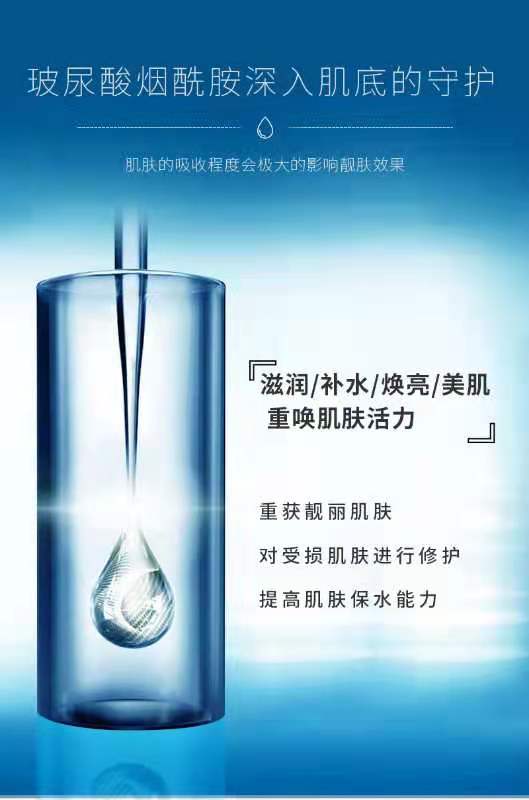 玻尿酸烟酰胺深入肌底的守护
肌肤的吸收程度会极大的影响靓肤效果
滋润/补水/焕亮/美肌
重唤肌肤活力
重获靓丽肌肤
对受损肌肤进行修护
提高肌肤保水能力